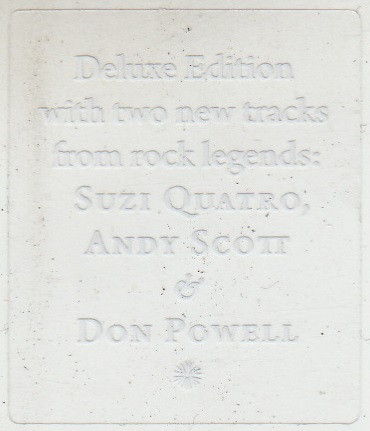 Deluxe Edition
with two new tracks
from rock legends:
Suzi Quatro,
Andy Scott
&
Don Powell